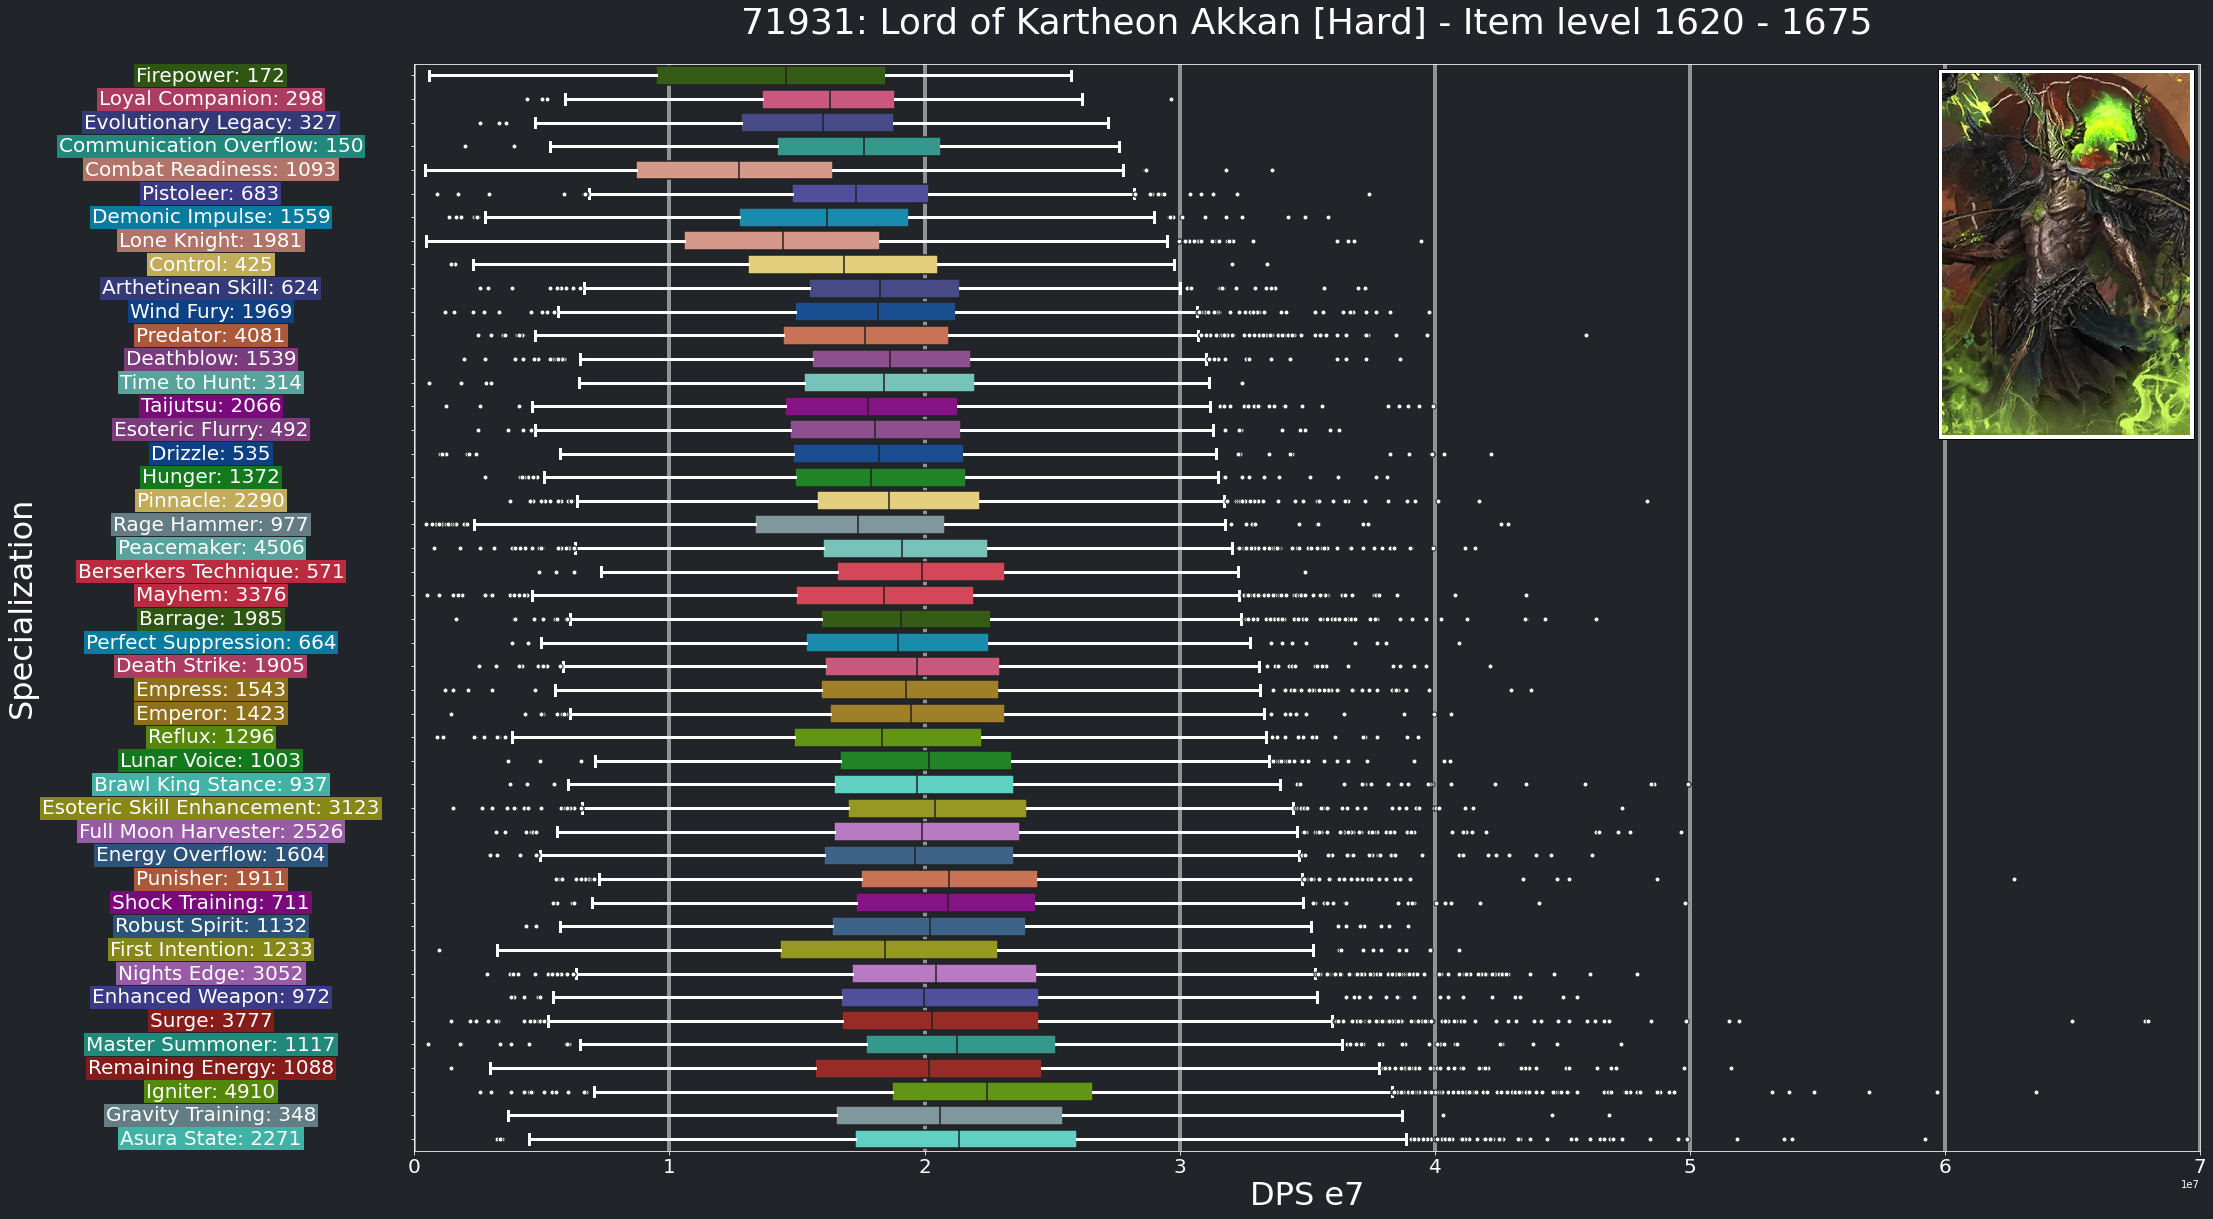 71931: Lord of Kartheon Akkan [Hard] - Item level 1620 - 1675
Specialization
Firepower: 172
Loyal Companion: 298
Evolutionary Legacy: 327
Communication Overflow: 150
Combat Readiness: 1093
Pistoleer: 683
Demonic Impulse: 1559
Lone Knight: 1981
Control: 425
Arthetinean Skill: 624
Wind Fury: 1969
Predator: 4081
Deathblow: 1539
Time to Hunt: 314
Taijutsu: 2066
Esoteric Flurry: 492
Drizzle: 535
Hunger: 1372
Pinnacle: 2290
Rage Hammer: 977
Peacemaker: 4506
Berserkers Technique: 571
Mayhem: 3376
Barrage: 1985
Perfect Suppression: 664
Death Strike: 1905
Empress: 1543
Emperor: 1423
Reflux: 1296
Lunar Voice: 1003
Brawl King Stance: 937
Esoteric Skill Enhancement: 3123
Full Moon Harvester: 2526
Energy Overflow: 1604
Punisher: 1911
Shock Training: 711
Robust Spirit: 1132
First Intention: 1233
Nights Edge: 3052
Enhanced Weapon: 972
Surge: 3777
Master Summoner: 1117
Remaining Energy: 1088
Igniter: 4910
Gravity Training: 348
Asura State: 2271
0 1 2 3 4 5 6 7
1e7
DPS e7